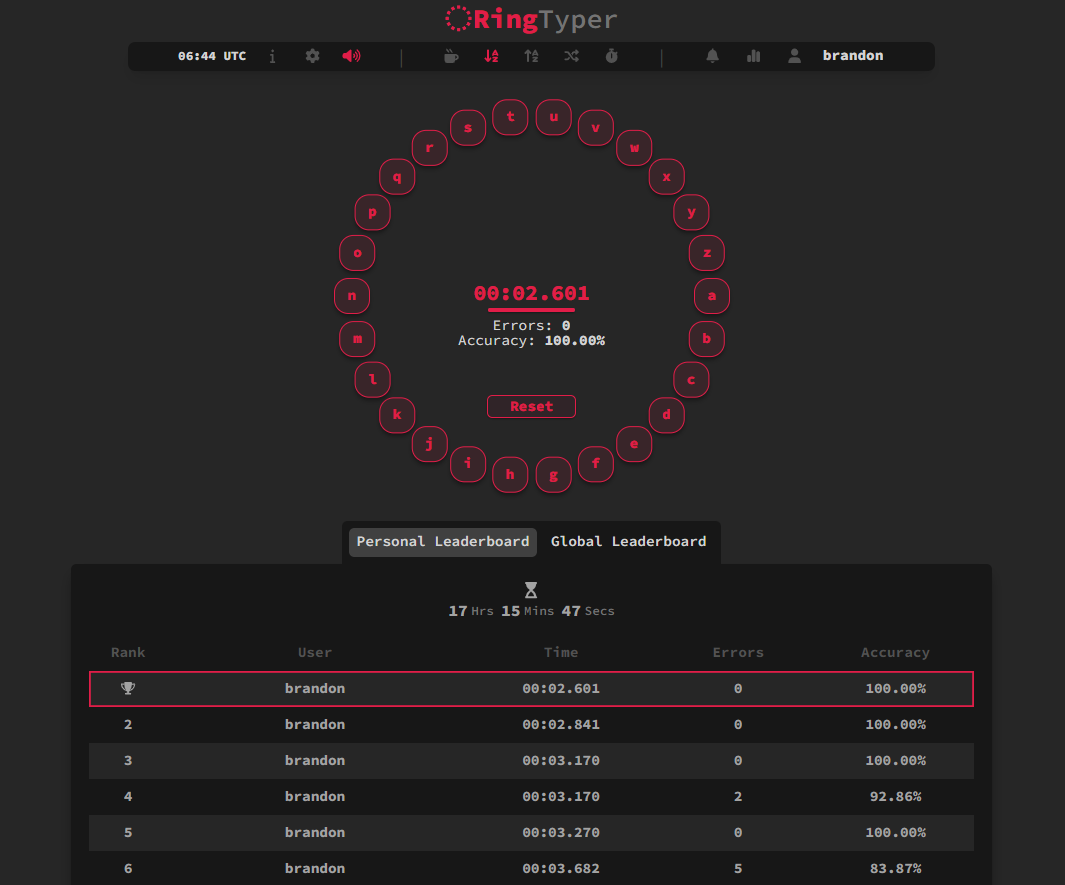 RingTyper
06:44 UTC brandon
t u
s v
r w
q x
p y
o z
n a
m b
l c
k d
j e
i f
h g
00:02.601
Errors: 0
Accuracy: 100.00%
Reset
Personal Leaderboard Global Leaderboard
17 Hrs 15 Mins 47 Secs
Rank User Time Errors Accuracy
brandon 00:02.601 0 100.00%
2 brandon 00:02.841 0 100.00%
3 brandon 00:03.170 0 100.00%
4 brandon 00:03.170 2 92.86%
5 brandon 00:03.270 0 100.00%
6 brandon 00:03.682 5 83.87%